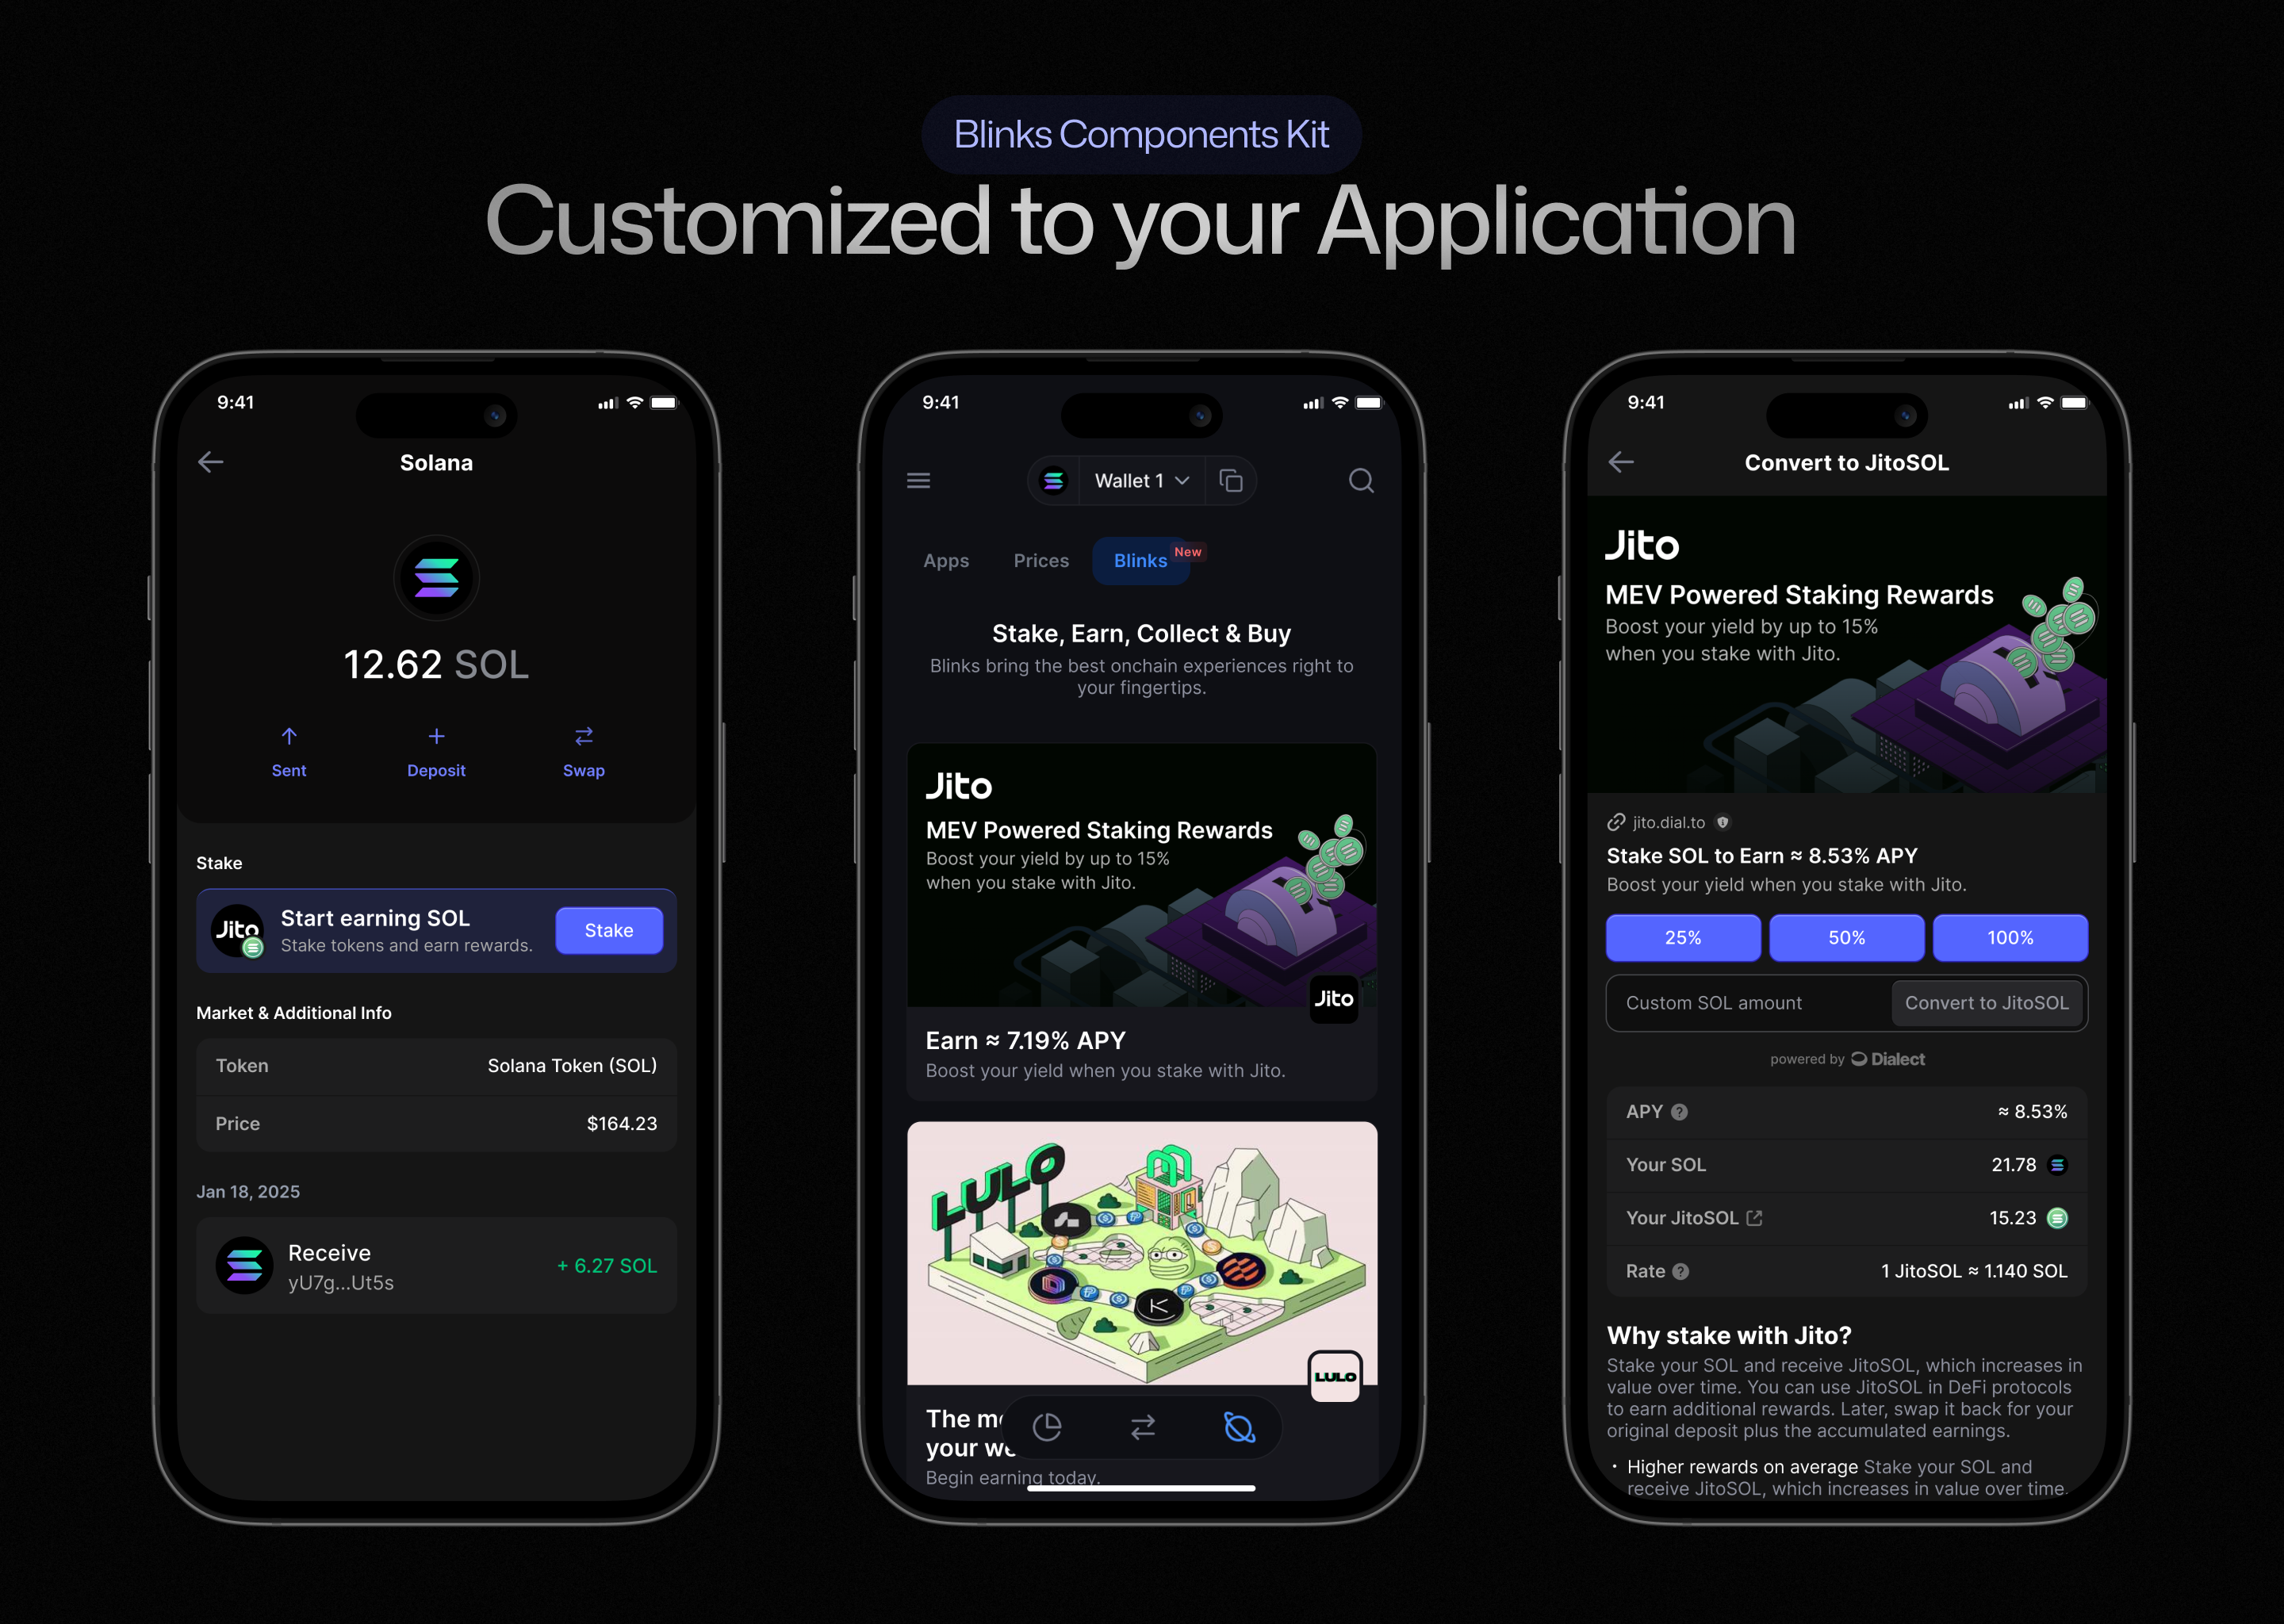 Blinks Components Kit
Customized to your Application
9:41
Solana
12.62 SOL
Sent
Deposit
Swap
Stake
Jito
Start earning SOL
Stake tokens and earn rewards.
Stake
Market & Additional Info
Token
Solana Token (SOL)
Price
$164.23
Jan 18, 2025
Receive
yU7g...Ut5s
+ 6.27 SOL
9:41
Wallet 1
Apps
Prices
Blinks
New
Stake, Earn, Collect & Buy
Blinks bring the best onchain experiences right to
your fingertips.
Jito
MEV Powered Staking Rewards
Boost your yield by up to 15%
when you stake with Jito.
Jito
Earn ≈ 7.19% APY
Boost your yield when you stake with Jito.
LULO
LULO
The
your
Begin earning today.
9:41
Convert to JitoSOL
Jito
MEV Powered Staking Rewards
Boost your yield by up to 15%
when you stake with Jito.
jito.dial.to
Stake SOL to Earn ≈ 8.53% APY
Boost your yield when you stake with Jito.
25%
50%
100%
Custom SOL amount
Convert to JitoSOL
powered by Dialect
APY ?
≈ 8.53%
Your SOL
21.78
Your JitoSOL
15.23
Rate ?
1 JitoSOL ≈ 1.140 SOL
Why stake with Jito?
Stake your SOL and receive JitoSOL, which increases in
value over time. You can use JitoSOL in DeFi protocols
to earn additional rewards. Later, swap it back for your
original deposit plus the accumulated earnings.
• Higher rewards on average Stake your SOL and
receive JitoSOL, which increases in value over time.